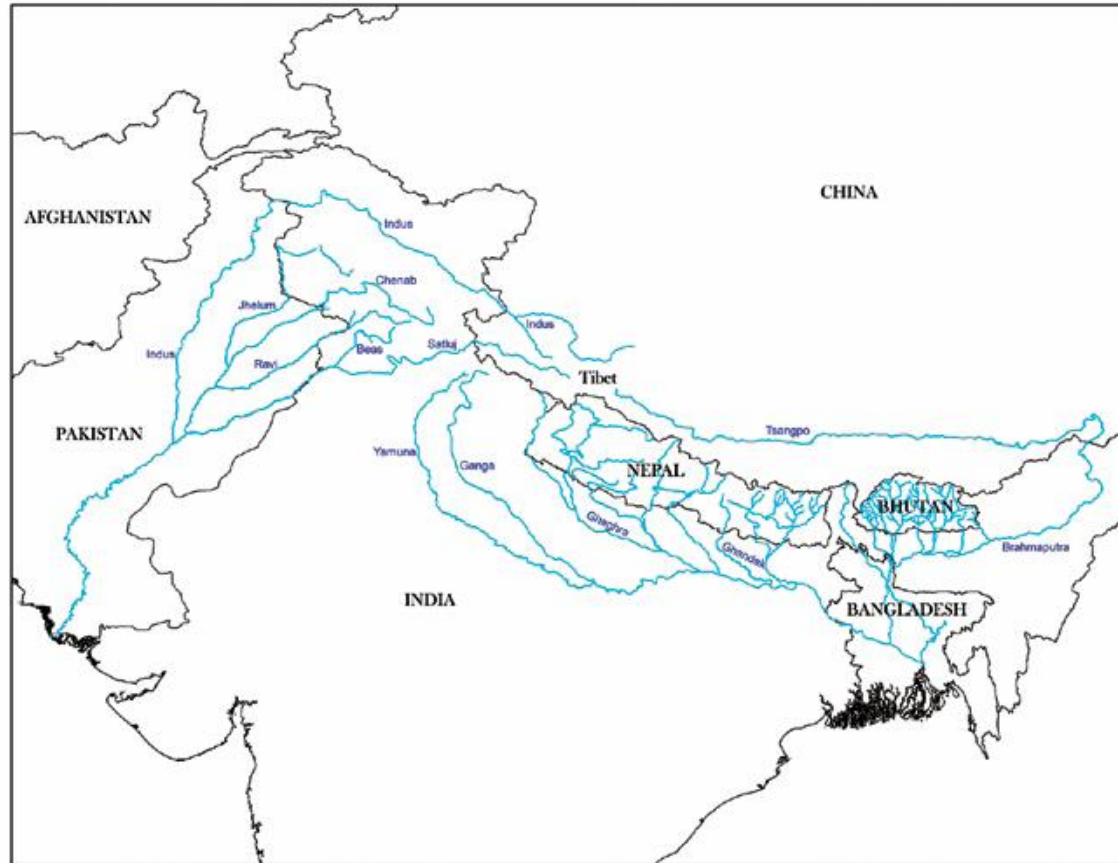 CHINA
AFGHANISTAN
Indus
Chenab
Jhelum
Indus
Satluj
Beas
Indus
Ravi
Tibet
PAKISTAN
Tsangpo
Yamuna
Ganga
NEPAL
BHUTAN
Ghaghra
Brahmaputra
Ghandak
INDIA
BANGLADESH